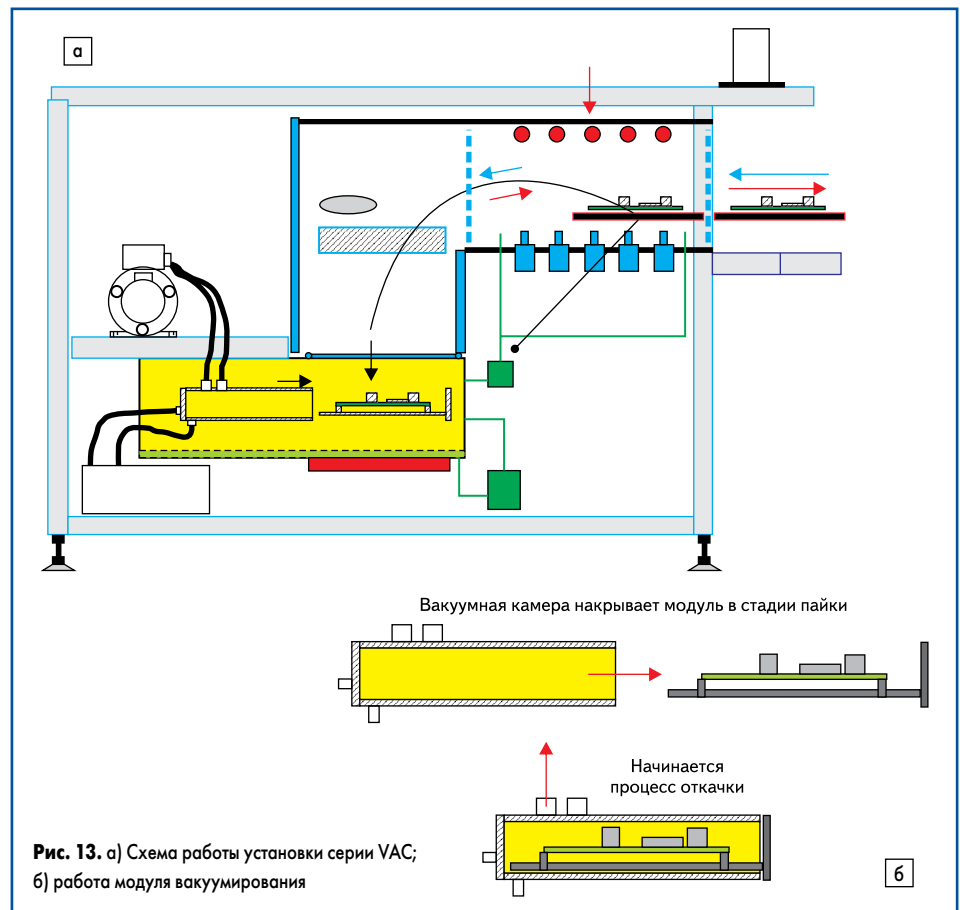 а
Вакуумная камера накрывает модуль в стадии пайки
Начинается
процесс откачки
Рис. 13. а) Схема работы установки серии VAC;
б) работа модуля вакуумирования
б